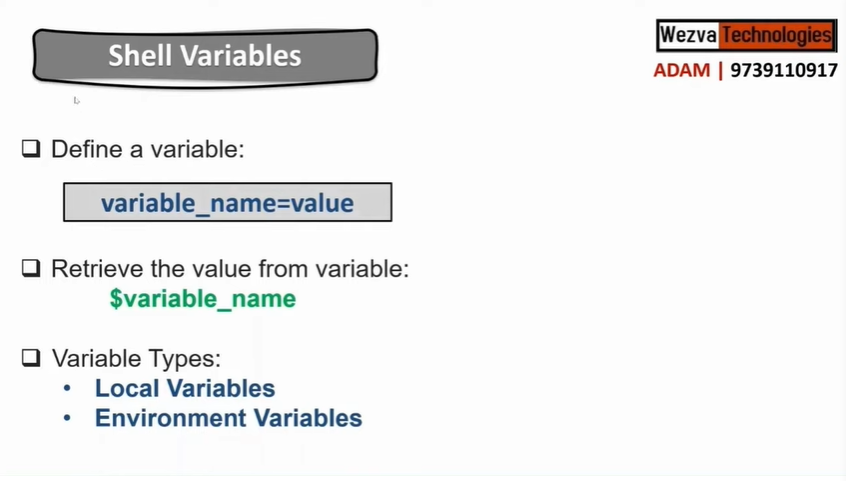 Shell Variables
Wezva Technologies
ADAM | 9739110917
Define a variable:
variable_name=value
Retrieve the value from variable:
$variable_name
Variable Types:
• Local Variables
• Environment Variables